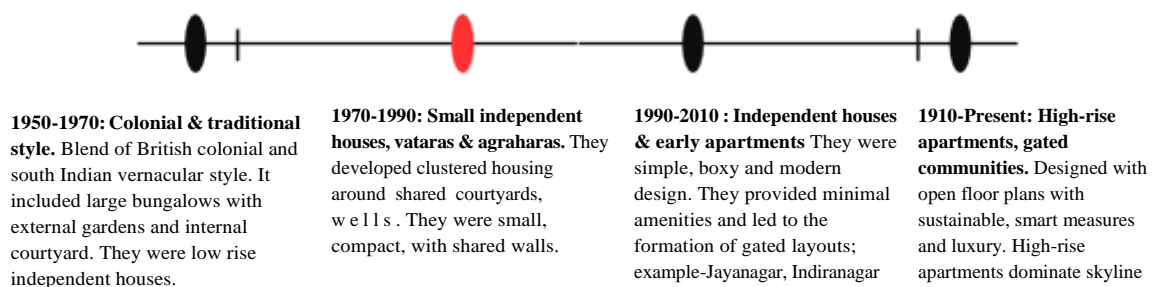 1950-1970: Colonial & traditional
style. Blend of British colonial and
south Indian vernacular style. It
included large bungalows with
external gardens and internal
courtyard. They were low rise
independent houses.
1970-1990: Small independent
houses, vataras & agraharas. They
developed clustered housing
around shared courtyards,
wells. They were small,
compact, with shared walls.
1990-2010 : Independent houses
& early apartments They were
simple, boxy and modern
design. They provided minimal
amenities and led to the
formation of gated layouts;
example-Jayanagar, Indiranagar
1910-Present: High-rise
apartments, gated
communities. Designed with
open floor plans with
sustainable, smart measures
and luxury. High-rise
apartments dominate skyline